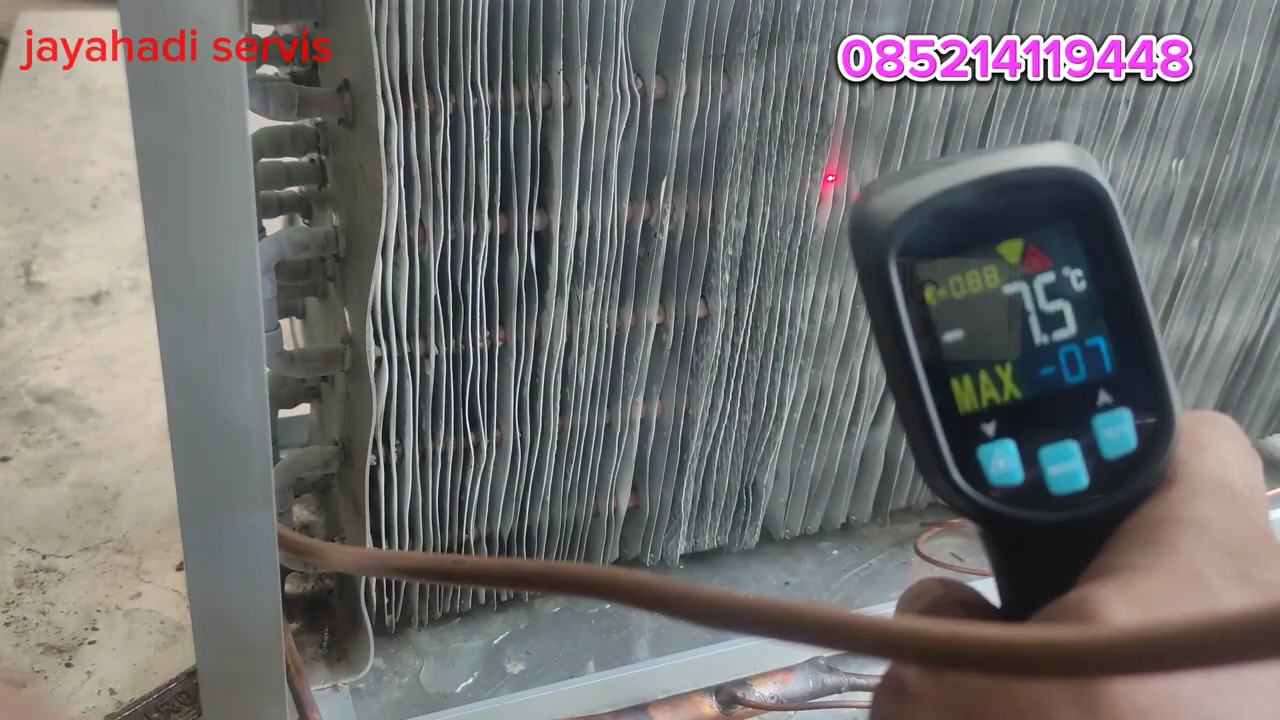 jayahadi servis
085214119448
ε=0.88
7.5°C
MAX -07